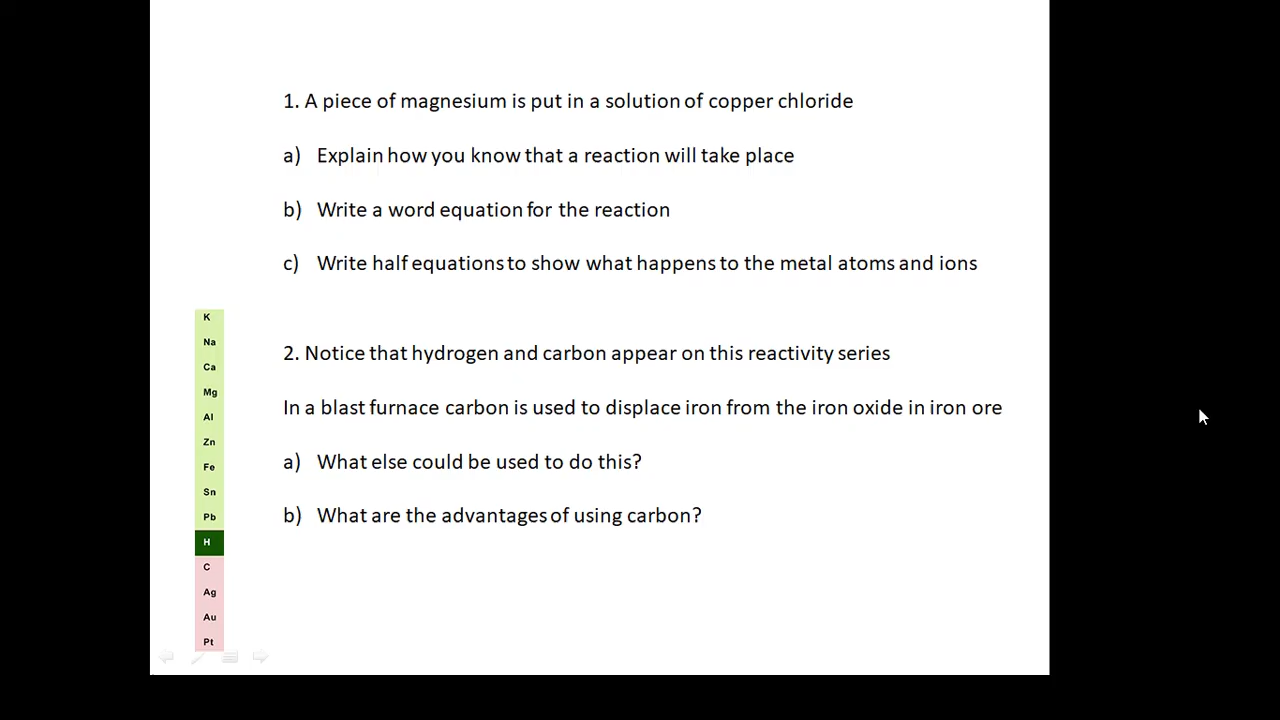 1. A piece of magnesium is put in a solution of copper chloride
a) Explain how you know that a reaction will take place
b) Write a word equation for the reaction
c) Write half equations to show what happens to the metal atoms and ions
2. Notice that hydrogen and carbon appear on this reactivity series
In a blast furnace carbon is used to displace iron from the iron oxide in iron ore
a) What else could be used to do this?
b) What are the advantages of using carbon?
K
Na
Ca
Mg
Al
Zn
Fe
Sn
Pb
H
C
Ag
Au
Pt